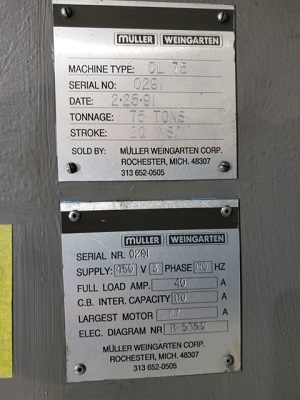 MÜLLER WEINGARTEN
MACHINE TYPE: CL 75
SERIAL NO: 0281
DATE: 2-25-91
TONNAGE: 75 TONS
STROKE:
SOLD BY: MÜLLER WEINGARTEN CORP.
ROCHESTER, MICH. 48307
313 652-0505
MÜLLER WEINGARTEN
SERIAL NR. 0281
SUPPLY: 460 V 3 PHASE HZ
FULL LOAD AMP. 40 A
C.B. INTER. CAPACITY A
LARGEST MOTOR A
ELEC. DIAGRAM NR
MÜLLER WEINGARTEN CORP.
ROCHESTER, MICH. 48307
313 652-0505